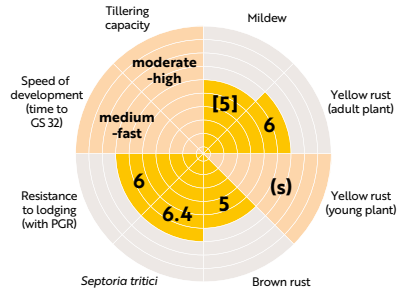 Tillering
capacity
Mildew
moderate
-high
Speed of
development
(time to
GS 32)
[5]
Yellow rust
(adult plant)
6
medium
-fast
Resistance
to lodging
(with PGR)
6
(s)
Yellow rust
(young plant)
6.4
5
Septoria tritici
Brown rust